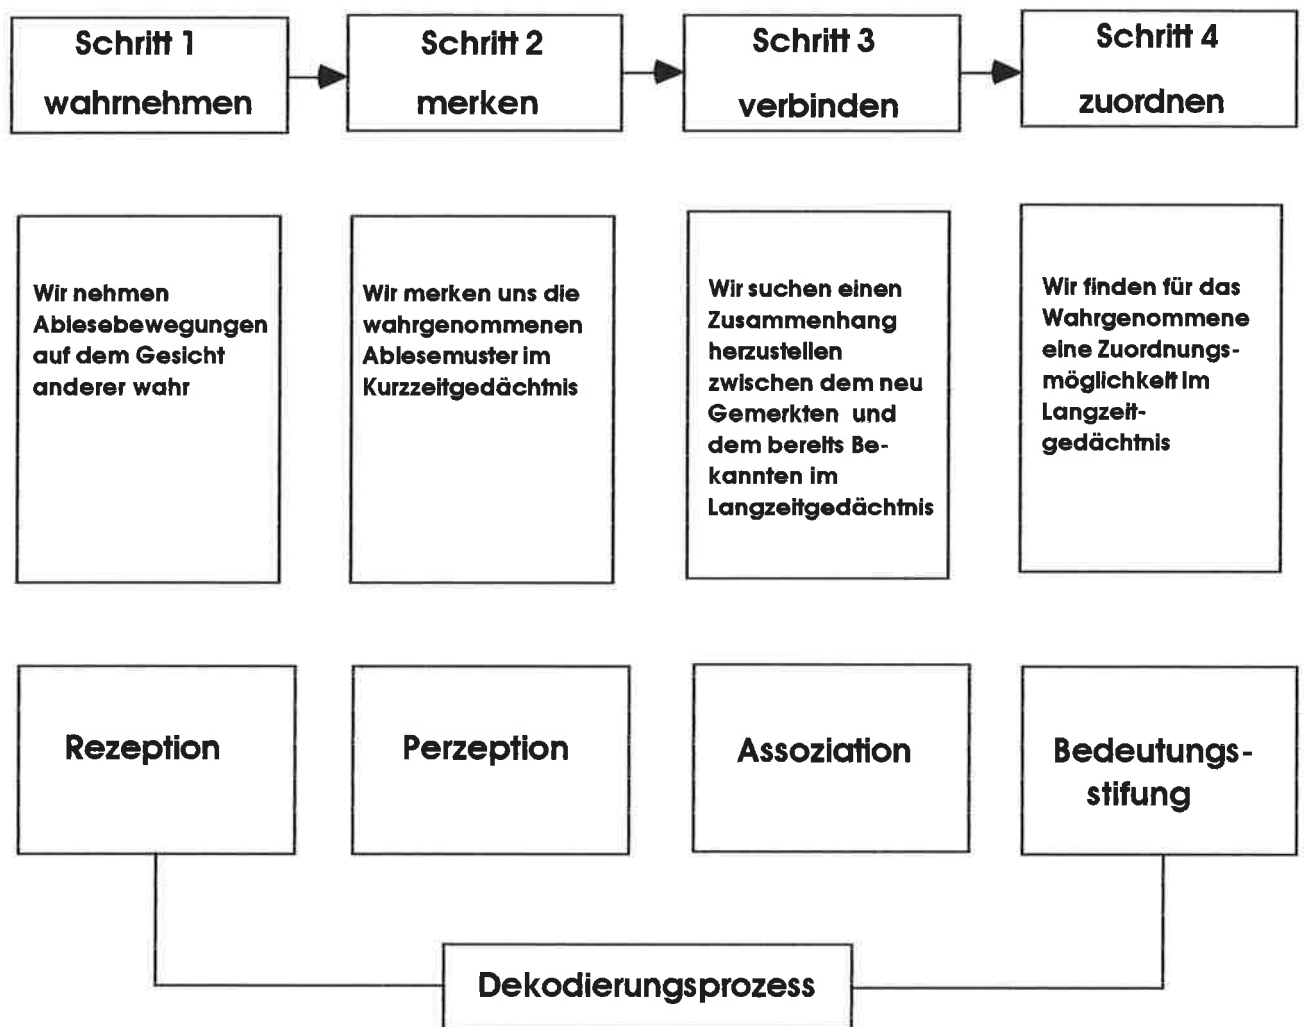 Schritt 1
wahrnehmen
Schritt 2
merken
Schritt 3
verbinden
Schritt 4
zuordnen
Wir nehmen
Ablesebewegungen
auf dem Gesicht
anderer wahr
Wir merken uns die
wahrgenommenen
Ablesemuster im
Kurzzeitgedächtnis
Wir suchen einen
Zusammenhang
herzustellen
zwischen dem neu
Gemerkten und
dem bereits Be-
kannten im
Langzeitgedächtnis
Wir finden für das
Wahrgenommene
eine Zuordnungs-
möglichkeit im
Langzeit-
gedächtnis
Rezeption
Perzeption
Assoziation
Bedeutungs-
stifung
Dekodierungsprozess